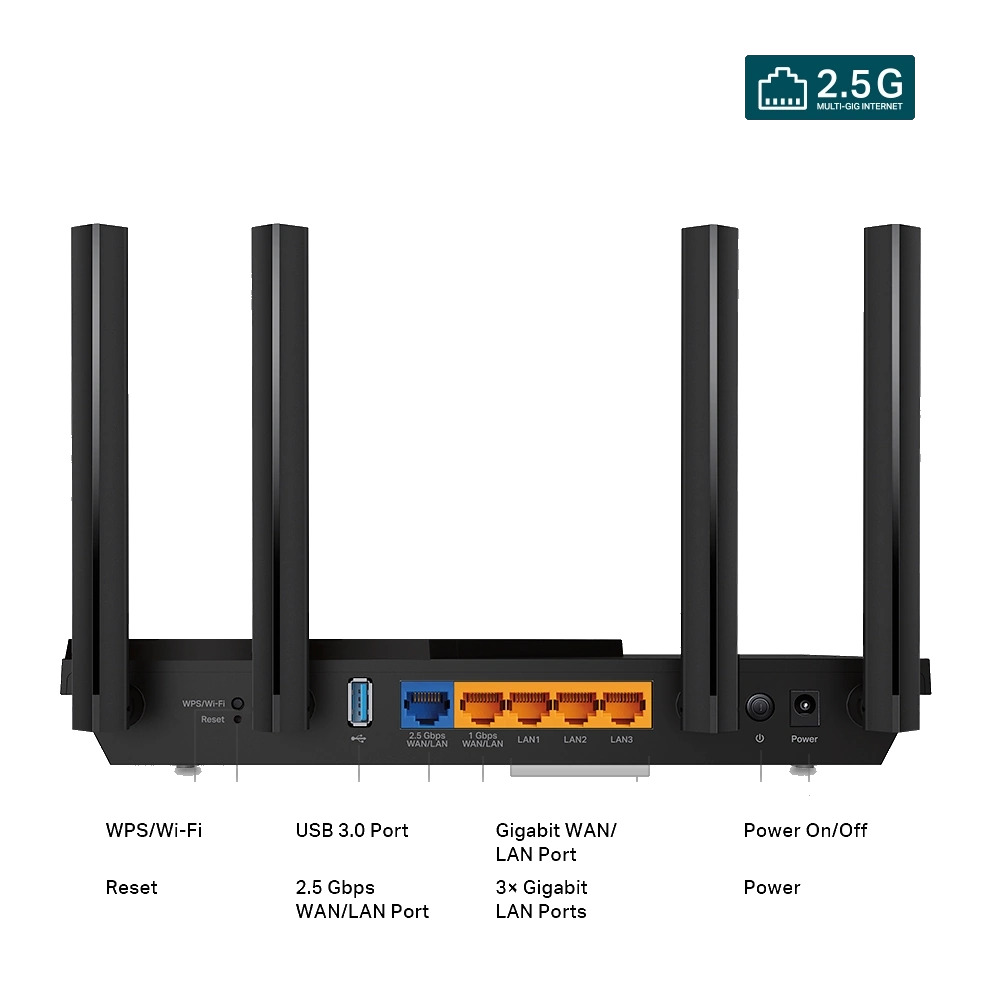 2.5G
MULTI-GIG INTERNET
WPS/Wi-Fi
Reset
2.5 Gbps
WAN/LAN
1 Gbps
WAN/LAN
LAN1
LAN2
LAN3
Power
WPS/Wi-Fi
USB 3.0 Port
Gigabit WAN/
LAN Port
Power On/Off
Reset
2.5 Gbps
WAN/LAN Port
3× Gigabit
LAN Ports
Power